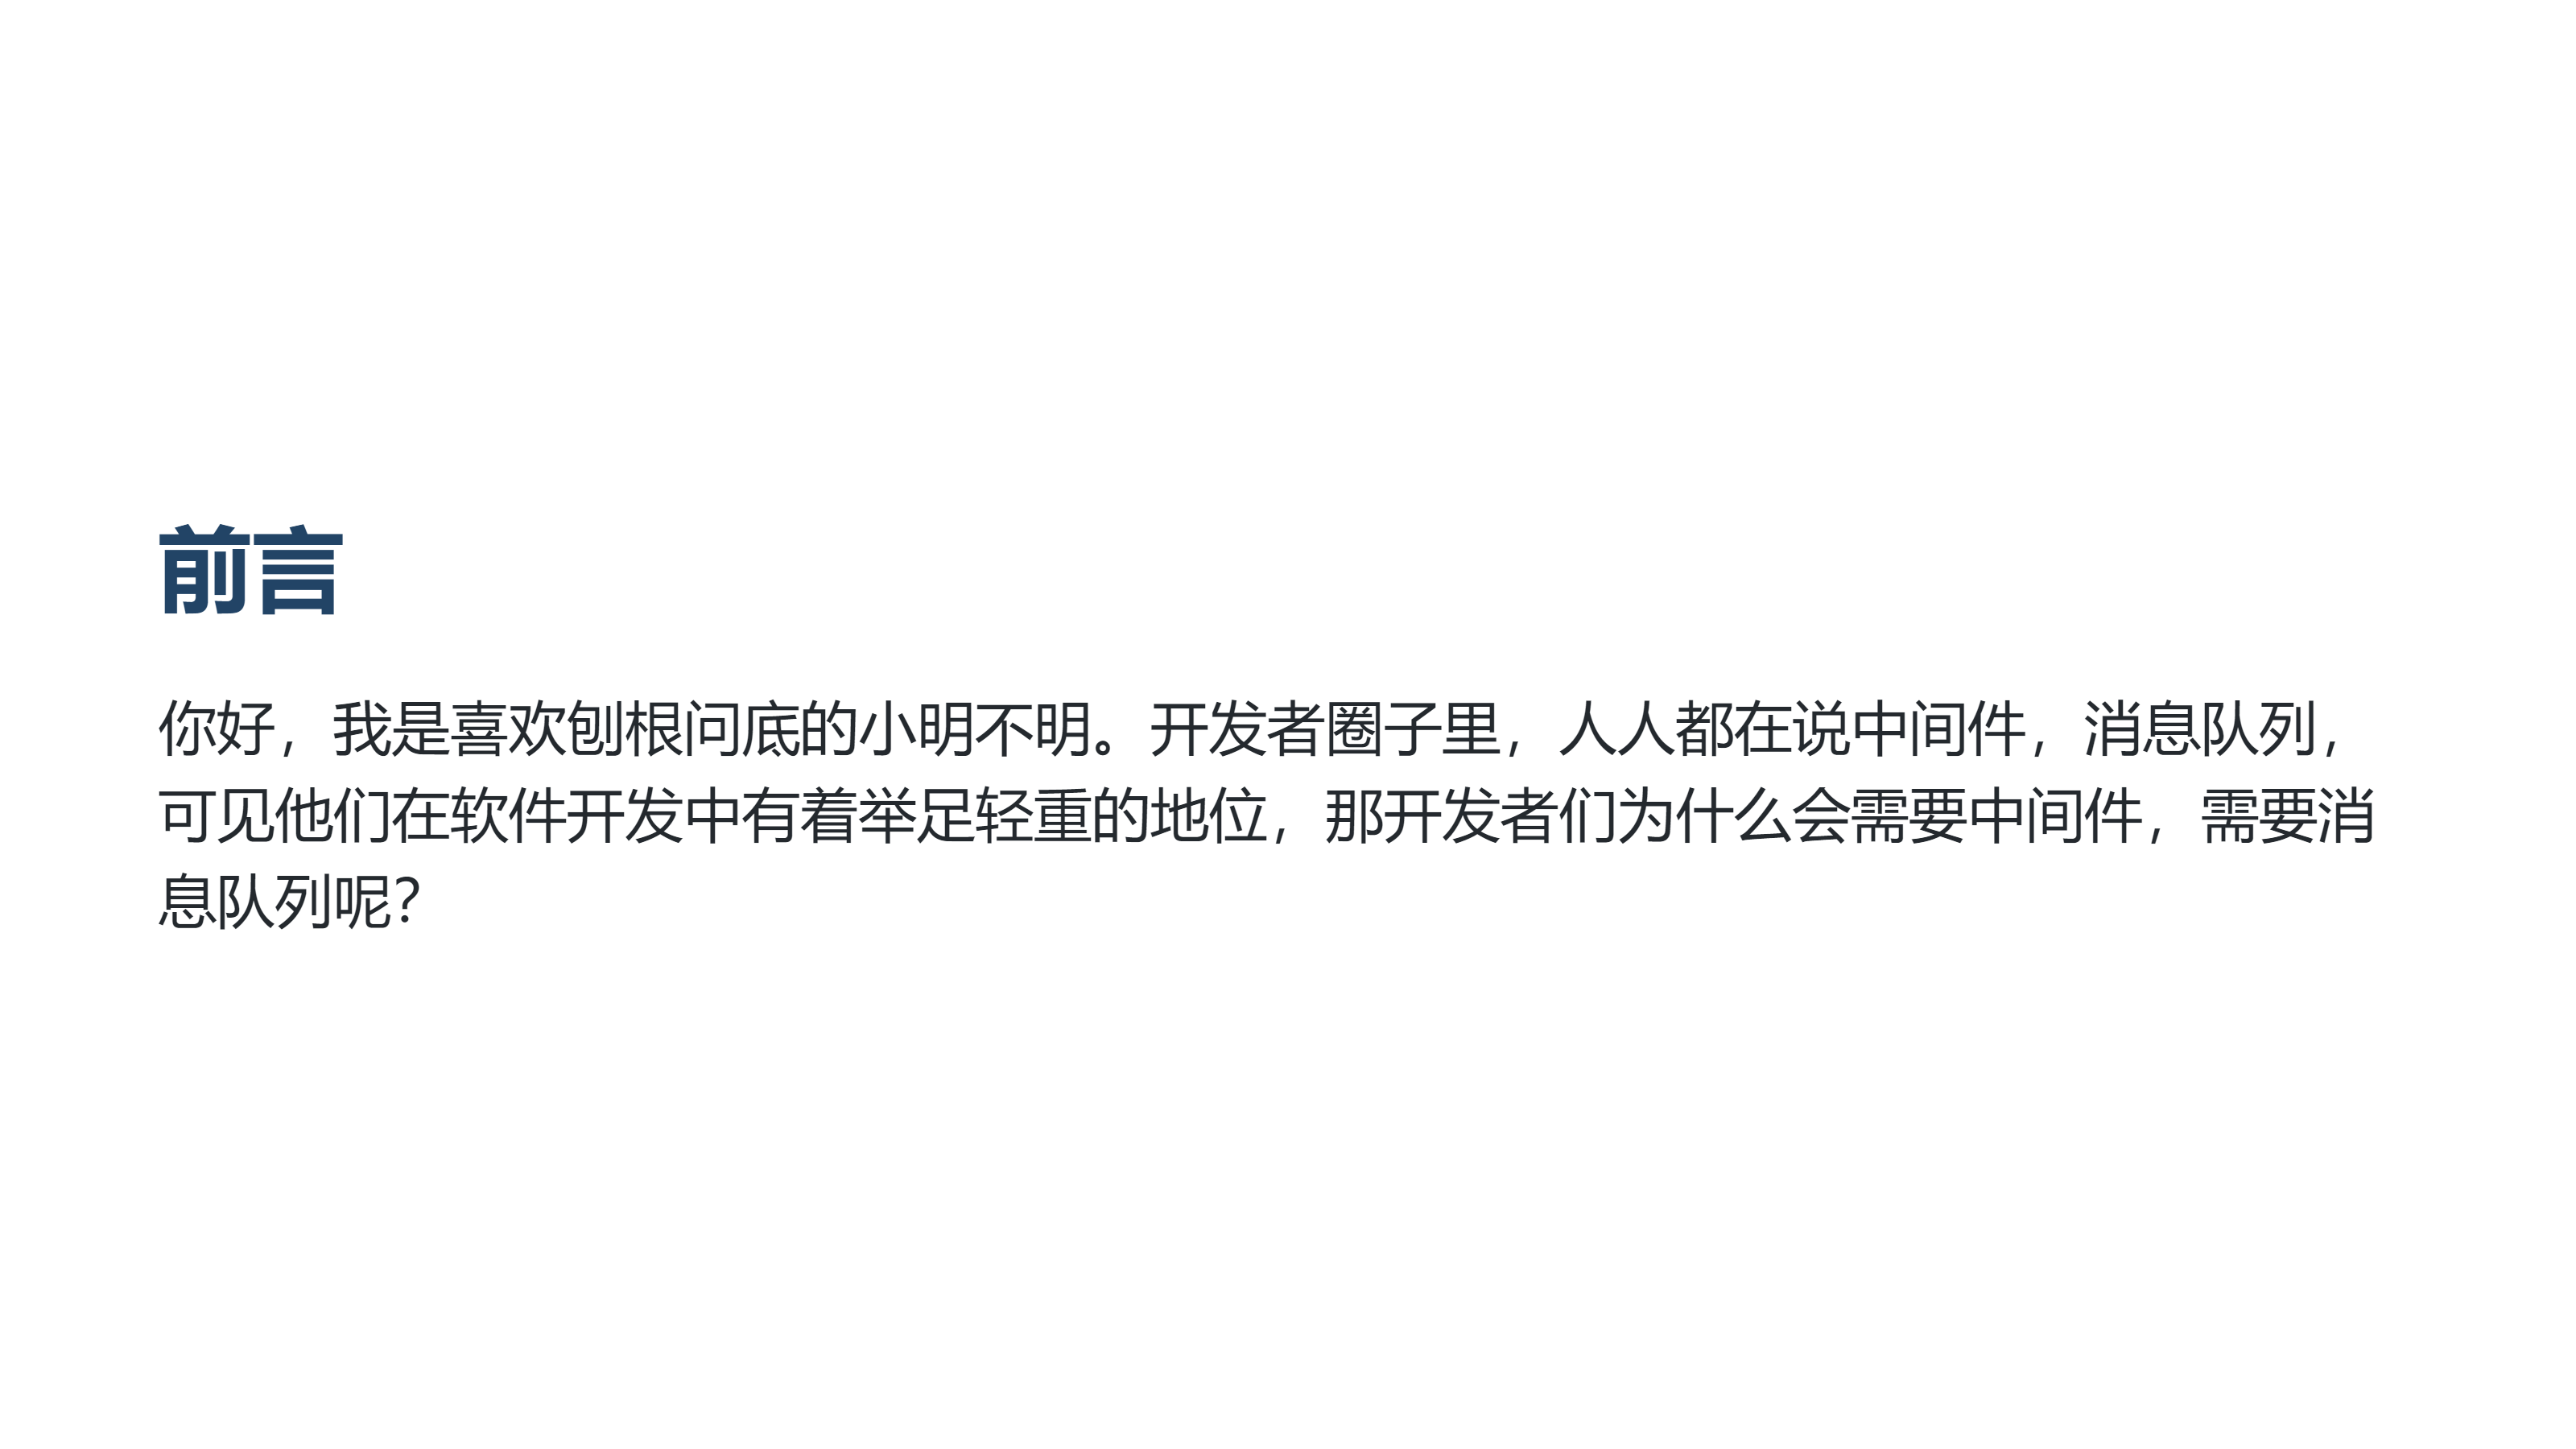 前言
你好，我是喜欢刨根问底的小明不明。开发者圈子里，人人都在说中间件，消息队列，
可见他们在软件开发中有着举足轻重的地位，那开发者们为什么会需要中间件，需要消
息队列呢？